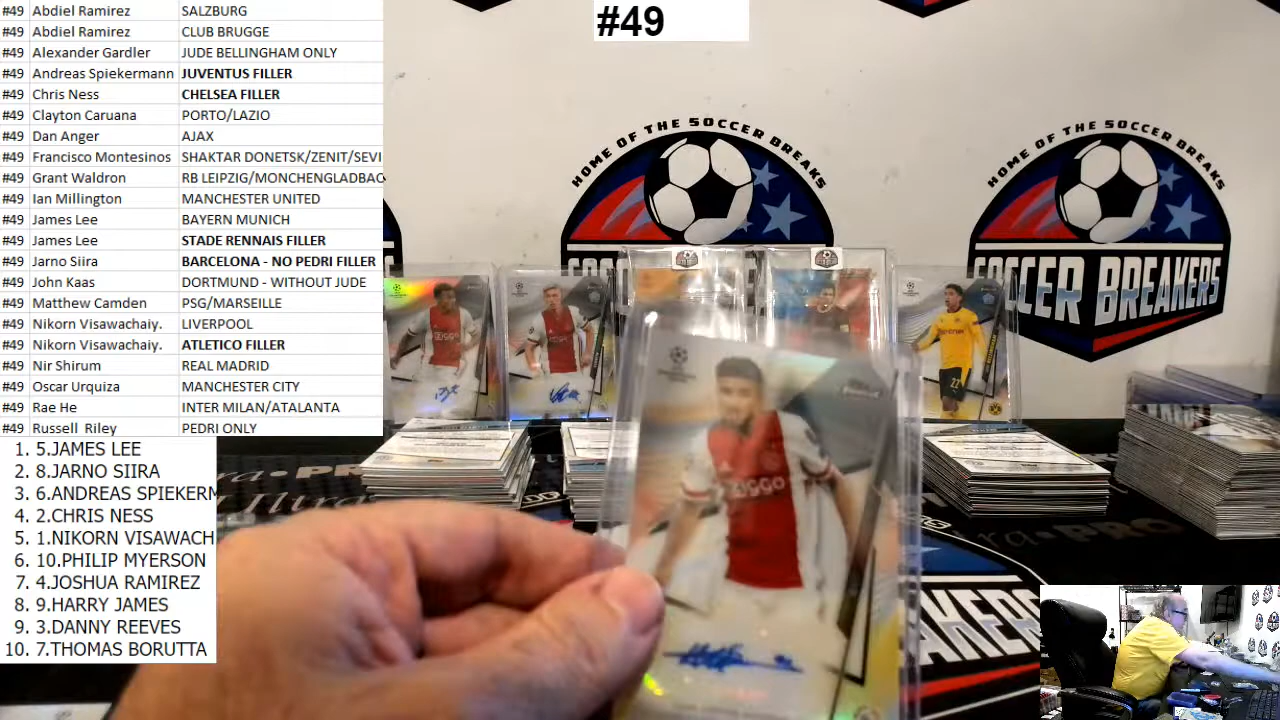 #49 Abdiel Ramirez SALZBURG
#49 Abdiel Ramirez CLUB BRUGGE
#49 Alexander Gardler JUDE BELLINGHAM ONLY
#49 Andreas Spiekermann JUVENTUS FILLER
#49 Chris Ness CHELSEA FILLER
#49 Clayton Caruana PORTO/LAZIO
#49 Dan Anger AJAX
#49 Francisco Montesinos SHAKTAR DONETSK/ZENIT/SEVI
#49 Grant Waldron RB LEIPZIG/MONCHENGLADBAC
#49 Ian Millington MANCHESTER UNITED
#49 James Lee BAYERN MUNICH
#49 James Lee STADE RENNAIS FILLER
#49 Jarno Siira BARCELONA - NO PEDRI FILLER
#49 John Kaas DORTMUND - WITHOUT JUDE
#49 Matthew Camden PSG/MARSEILLE
#49 Nikorn Visawachaiy. LIVERPOOL
#49 Nikorn Visawachaiy. ATLETICO FILLER
#49 Nir Shirum REAL MADRID
#49 Oscar Urquiza MANCHESTER CITY
#49 Rae He INTER MILAN/ATALANTA
#49 Russell Riley PEDRI ONLY
1. 5.JAMES LEE
2. 8.JARNO SIIRA
3. 6.ANDREAS SPIEKERM
4. 2.CHRIS NESS
5. 1.NIKORN VISAWACH
6. 10.PHILIP MYERSON
7. 4.JOSHUA RAMIREZ
8. 9.HARRY JAMES
9. 3.DANNY REEVES
10. 7.THOMAS BORUTTA
#49
HOME OF THE SOCCER BREAKS
HOME OF THE SOCCER BREAKS
SOCCER BREAKERS